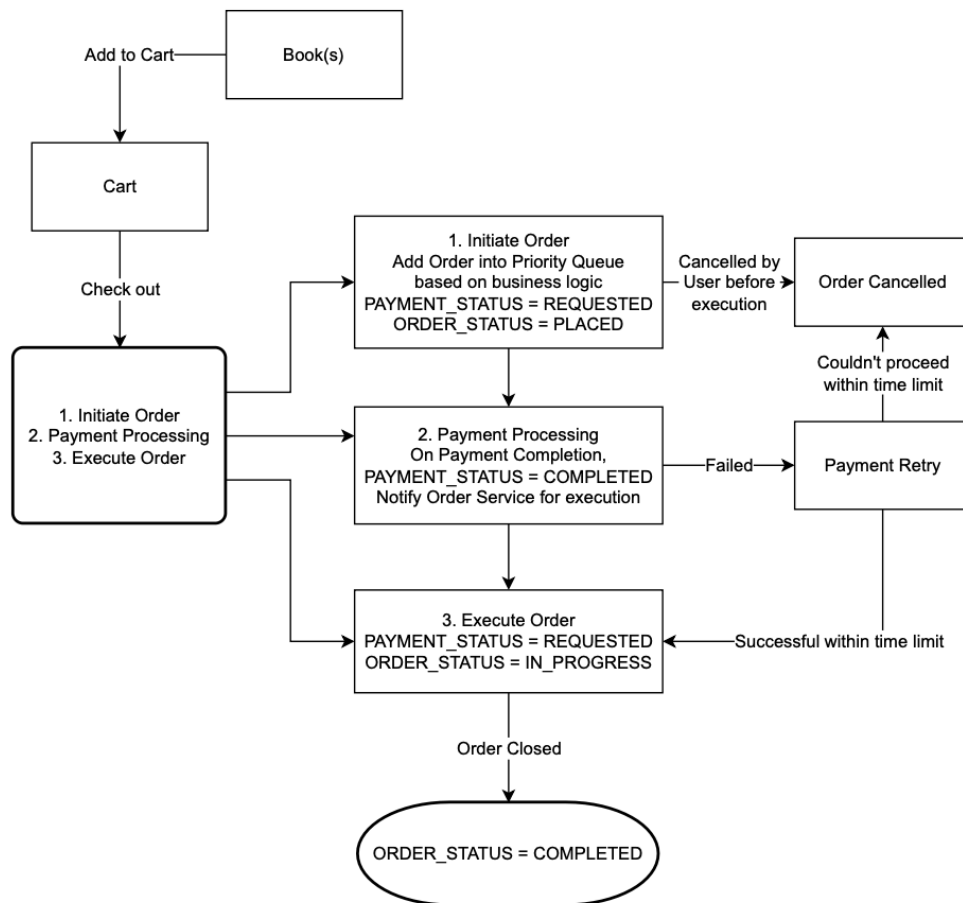 Add to Cart
Book(s)
Cart
Check out
1. Initiate Order
2. Payment Processing
3. Execute Order
1. Initiate Order
Add Order into Priority Queue
based on business logic
PAYMENT_STATUS = REQUESTED
ORDER_STATUS = PLACED
Cancelled by
User before
execution
Order Cancelled
Couldn't proceed
within time limit
2. Payment Processing
On Payment Completion,
PAYMENT_STATUS = COMPLETED
Notify Order Service for execution
Failed
Payment Retry
3. Execute Order
PAYMENT_STATUS = REQUESTED
ORDER_STATUS = IN_PROGRESS
Successful within time limit
Order Closed
ORDER_STATUS = COMPLETED